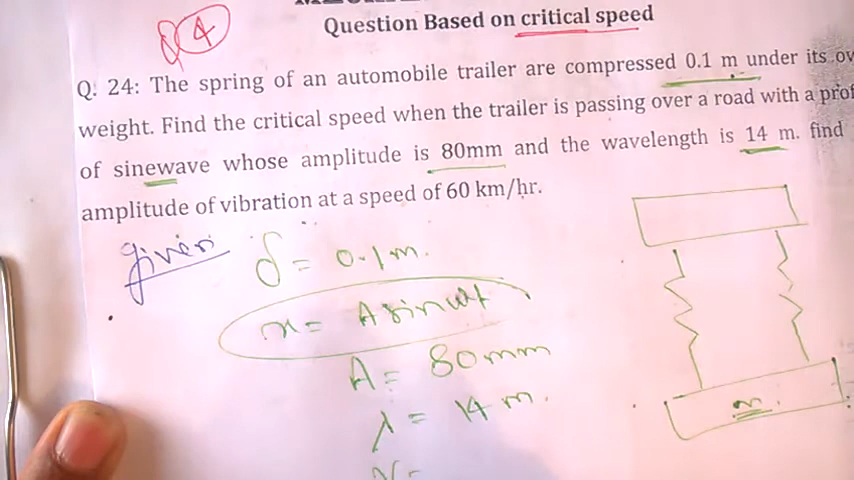 Q 4
Question Based on critical speed
Q. 24: The spring of an automobile trailer are compressed 0.1 m under its
weight. Find the critical speed when the trailer is passing over a road with a
of sinewave whose amplitude is 80mm and the wavelength is 14 m. find
amplitude of vibration at a speed of 60 km/hr.
given
δ = 0.1m.
x = A sin ωt
A = 80mm
λ = 14 m.
V=
m